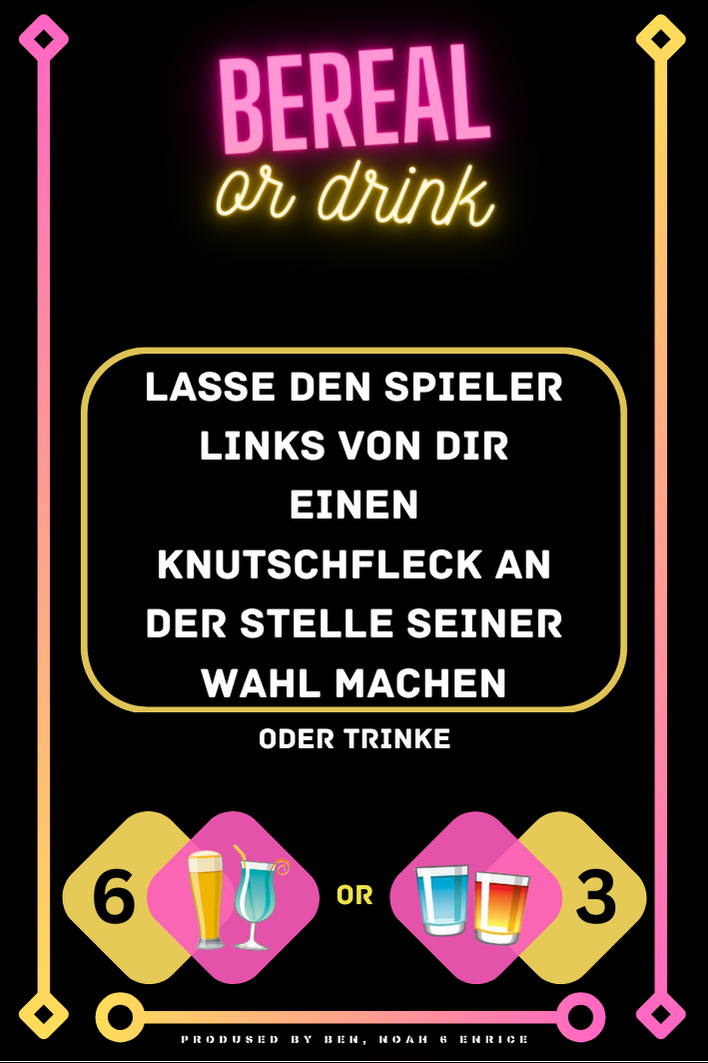 BEREAL
or drink
LASSE DEN SPIELER
LINKS VON DIR
EINEN
KNUTSCHFLECK AN
DER STELLE SEINER
WAHL MACHEN
ODER TRINKE
6 OR 3
PRODUSED BY BEN, NOAH & ENRICE